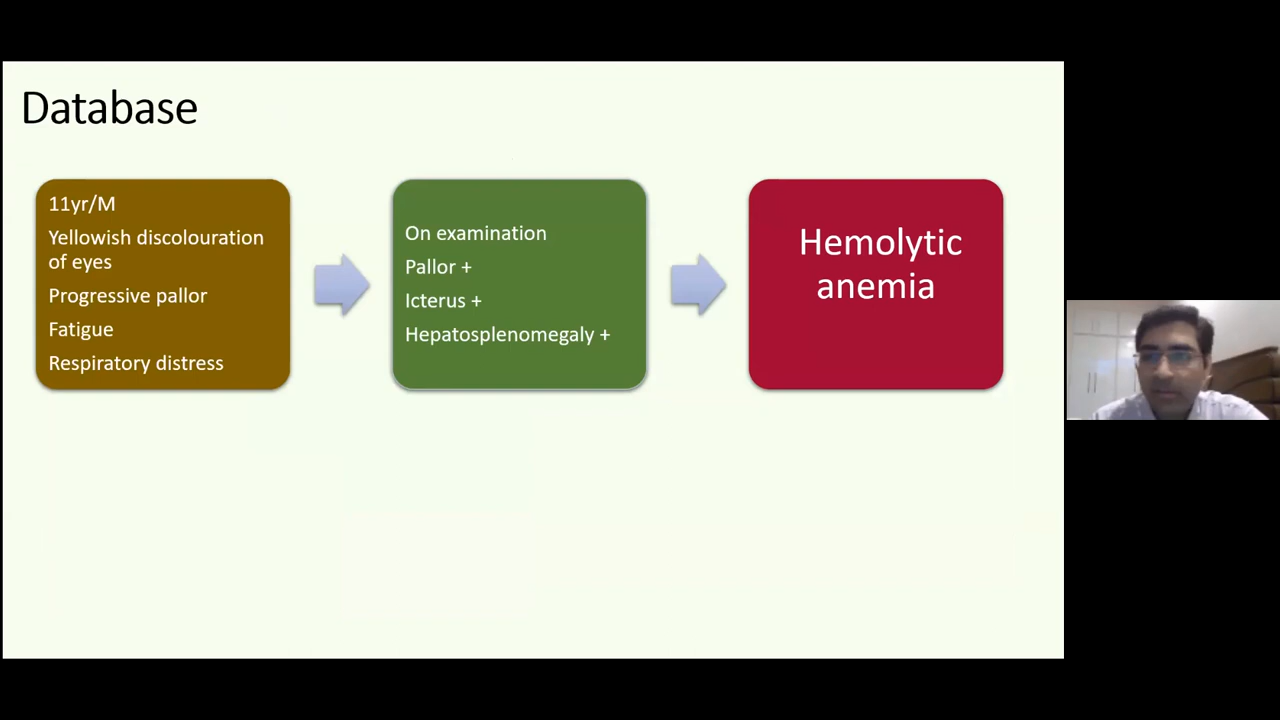 Database
11yr/M
Yellowish discolouration
of eyes
Progressive pallor
Fatigue
Respiratory distress
On examination
Pallor +
Icterus +
Hepatosplenomegaly +
Hemolytic
anemia